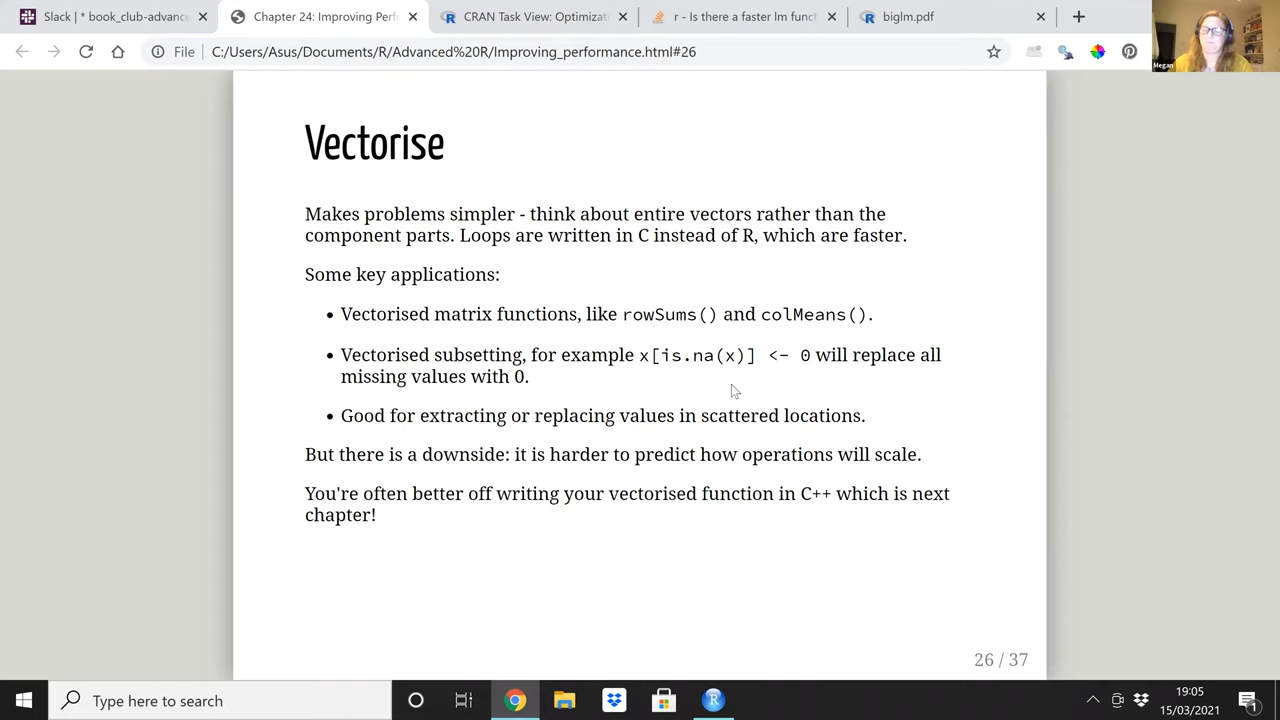 Slack | * book_club-advanc
Chapter 24: Improving Perfo
CRAN Task View: Optimizati
r - Is there a faster lm funct
biglm.pdf
File
C:/Users/Asus/Documents/R/Advanced%20R/Improving_performance.html#26
Megan
Vectorise
Makes problems simpler - think about entire vectors rather than the
component parts. Loops are written in C instead of R, which are faster.
Some key applications:
• Vectorised matrix functions, like rowSums() and colMeans().
• Vectorised subsetting, for example x[is.na(x)] <- 0 will replace all
missing values with 0.
• Good for extracting or replacing values in scattered locations.
But there is a downside: it is harder to predict how operations will scale.
You're often better off writing your vectorised function in C++ which is next
chapter!
26 / 37
Type here to search
19:05
15/03/2021
1